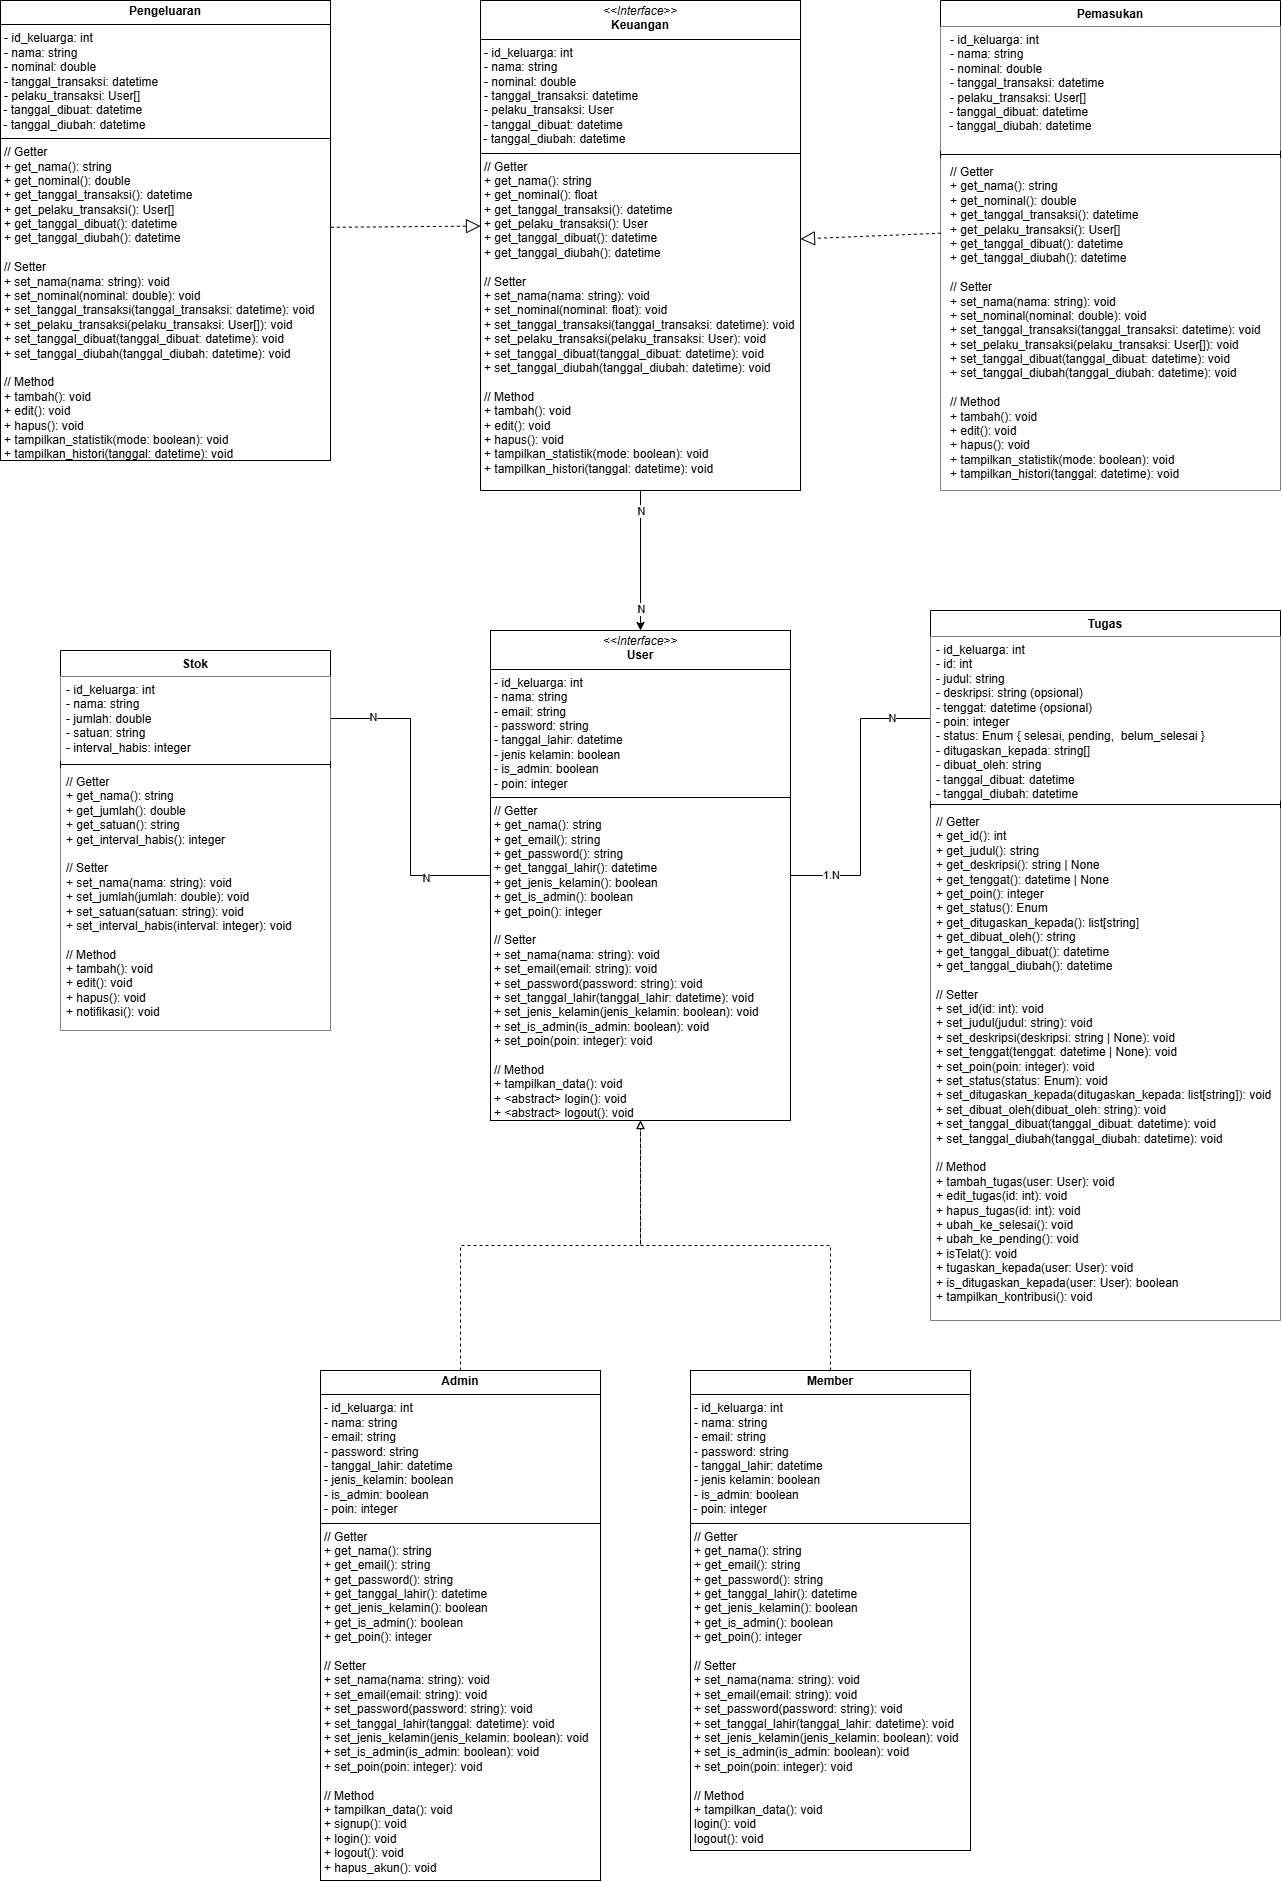 Pengeluaran
- id_keluarga: int
- nama: string
- nominal: double
- tanggal_transaksi: datetime
- pelaku_transaksi: User[]
- tanggal_dibuat: datetime
- tanggal_diubah: datetime
// Getter
+ get_nama(): string
+ get_nominal(): double
+ get_tanggal_transaksi(): datetime
+ get_pelaku_transaksi(): User[]
+ get_tanggal_dibuat(): datetime
+ get_tanggal_diubah(): datetime
// Setter
+ set_nama(nama: string): void
+ set_nominal(nominal: double): void
+ set_tanggal_transaksi(tanggal_transaksi: datetime): void
+ set_pelaku_transaksi(pelaku_transaksi: User[]): void
+ set_tanggal_dibuat(tanggal_dibuat: datetime): void
+ set_tanggal_diubah(tanggal_diubah: datetime): void
// Method
+ tambah(): void
+ edit(): void
+ hapus(): void
+ tampilkan_statistik(mode: boolean): void
+ tampilkan_histori(tanggal: datetime): void
<<Interface>>
Keuangan
- id_keluarga: int
- nama: string
- nominal: double
- tanggal_transaksi: datetime
- pelaku_transaksi: User
- tanggal_dibuat: datetime
- tanggal_diubah: datetime
// Getter
+ get_nama(): string
+ get_nominal(): float
+ get_tanggal_transaksi(): datetime
+ get_pelaku_transaksi(): User
+ get_tanggal_dibuat(): datetime
+ get_tanggal_diubah(): datetime
// Setter
+ set_nama(nama: string): void
+ set_nominal(nominal: float): void
+ set_tanggal_transaksi(tanggal_transaksi: datetime): void
+ set_pelaku_transaksi(pelaku_transaksi: User): void
+ set_tanggal_dibuat(tanggal_dibuat: datetime): void
+ set_tanggal_diubah(tanggal_diubah: datetime): void
// Method
+ tambah(): void
+ edit(): void
+ hapus(): void
+ tampilkan_statistik(mode: boolean): void
+ tampilkan_histori(tanggal: datetime): void
Pemasukan
- id_keluarga: int
- nama: string
- nominal: double
- tanggal_transaksi: datetime
- pelaku_transaksi: User[]
- tanggal_dibuat: datetime
- tanggal_diubah: datetime
// Getter
+ get_nama(): string
+ get_nominal(): double
+ get_tanggal_transaksi(): datetime
+ get_pelaku_transaksi(): User[]
+ get_tanggal_dibuat(): datetime
+ get_tanggal_diubah(): datetime
// Setter
+ set_nama(nama: string): void
+ set_nominal(nominal: double): void
+ set_tanggal_transaksi(tanggal_transaksi: datetime): void
+ set_pelaku_transaksi(pelaku_transaksi: User[]): void
+ set_tanggal_dibuat(tanggal_dibuat: datetime): void
+ set_tanggal_diubah(tanggal_diubah: datetime): void
// Method
+ tambah(): void
+ edit(): void
+ hapus(): void
+ tampilkan_statistik(mode: boolean): void
+ tampilkan_histori(tanggal: datetime): void
N
N
Stok
- id_keluarga: int
- nama: string
- jumlah: double
- satuan: string
- interval_habis: integer
// Getter
+ get_nama(): string
+ get_jumlah(): double
+ get_satuan(): string
+ get_interval_habis(): integer
// Setter
+ set_nama(nama: string): void
+ set_jumlah(jumlah: double): void
+ set_satuan(satuan: string): void
+ set_interval_habis(interval: integer): void
// Method
+ tambah(): void
+ edit(): void
+ hapus(): void
+ notifikasi(): void
N
N
<<Interface>>
User
- id_keluarga: int
- nama: string
- email: string
- password: string
- tanggal_lahir: datetime
- jenis kelamin: boolean
- is_admin: boolean
- poin: integer
// Getter
+ get_nama(): string
+ get_email(): string
+ get_password(): string
+ get_tanggal_lahir(): datetime
+ get_jenis_kelamin(): boolean
+ get_is_admin(): boolean
+ get_poin(): integer
// Setter
+ set_nama(nama: string): void
+ set_email(email: string): void
+ set_password(password: string): void
+ set_tanggal_lahir(tanggal_lahir: datetime): void
+ set_jenis_kelamin(jenis_kelamin: boolean): void
+ set_is_admin(is_admin: boolean): void
+ set_poin(poin: integer): void
// Method
+ tampilkan_data(): void
+ <abstract> login(): void
+ <abstract> logout(): void
N
1.N
Tugas
- id_keluarga: int
- id: int
- judul: string
- deskripsi: string (opsional)
- tenggat: datetime (opsional)
- poin: integer
- status: Enum { selesai, pending, belum_selesai }
- ditugaskan_kepada: string[]
- dibuat_oleh: string
- tanggal_dibuat: datetime
- tanggal_diubah: datetime
// Getter
+ get_id(): int
+ get_judul(): string
+ get_deskripsi(): string | None
+ get_tenggat(): datetime | None
+ get_poin(): integer
+ get_status(): Enum
+ get_ditugaskan_kepada(): list[string]
+ get_dibuat_oleh(): string
+ get_tanggal_dibuat(): datetime
+ get_tanggal_diubah(): datetime
// Setter
+ set_id(id: int): void
+ set_judul(judul: string): void
+ set_deskripsi(deskripsi: string | None): void
+ set_tenggat(tenggat: datetime | None): void
+ set_poin(poin: integer): void
+ set_status(status: Enum): void
+ set_ditugaskan_kepada(ditugaskan_kepada: list[string]): void
+ set_dibuat_oleh(dibuat_oleh: string): void
+ set_tanggal_dibuat(tanggal_dibuat: datetime): void
+ set_tanggal_diubah(tanggal_diubah: datetime): void
// Method
+ tambah_tugas(user: User): void
+ edit_tugas(id: int): void
+ hapus_tugas(id: int): void
+ ubah_ke_selesai(): void
+ ubah_ke_pending(): void
+ isTelat(): void
+ tugaskan_kepada(user: User): void
+ is_ditugaskan_kepada(user: User): boolean
+ tampilkan_kontribusi(): void
Admin
- id_keluarga: int
- nama: string
- email: string
- password: string
- tanggal_lahir: datetime
- jenis_kelamin: boolean
- is_admin: boolean
- poin: integer
// Getter
+ get_nama(): string
+ get_email(): string
+ get_password(): string
+ get_tanggal_lahir(): datetime
+ get_jenis_kelamin(): boolean
+ get_is_admin(): boolean
+ get_poin(): integer
// Setter
+ set_nama(nama: string): void
+ set_email(email: string): void
+ set_password(password: string): void
+ set_tanggal_lahir(tanggal: datetime): void
+ set_jenis_kelamin(jenis_kelamin: boolean): void
+ set_is_admin(is_admin: boolean): void
+ set_poin(poin: integer): void
// Method
+ tampilkan_data(): void
+ signup(): void
+ login(): void
+ logout(): void
+ hapus_akun(): void
Member
- id_keluarga: int
- nama: string
- email: string
- password: string
- tanggal_lahir: datetime
- jenis kelamin: boolean
- is_admin: boolean
- poin: integer
// Getter
+ get_nama(): string
+ get_email(): string
+ get_password(): string
+ get_tanggal_lahir(): datetime
+ get_jenis_kelamin(): boolean
+ get_is_admin(): boolean
+ get_poin(): integer
// Setter
+ set_nama(nama: string): void
+ set_email(email: string): void
+ set_password(password: string): void
+ set_tanggal_lahir(tanggal_lahir: datetime): void
+ set_jenis_kelamin(jenis_kelamin: boolean): void
+ set_is_admin(is_admin: boolean): void
+ set_poin(poin: integer): void
// Method
+ tampilkan_data(): void
login(): void
logout(): void